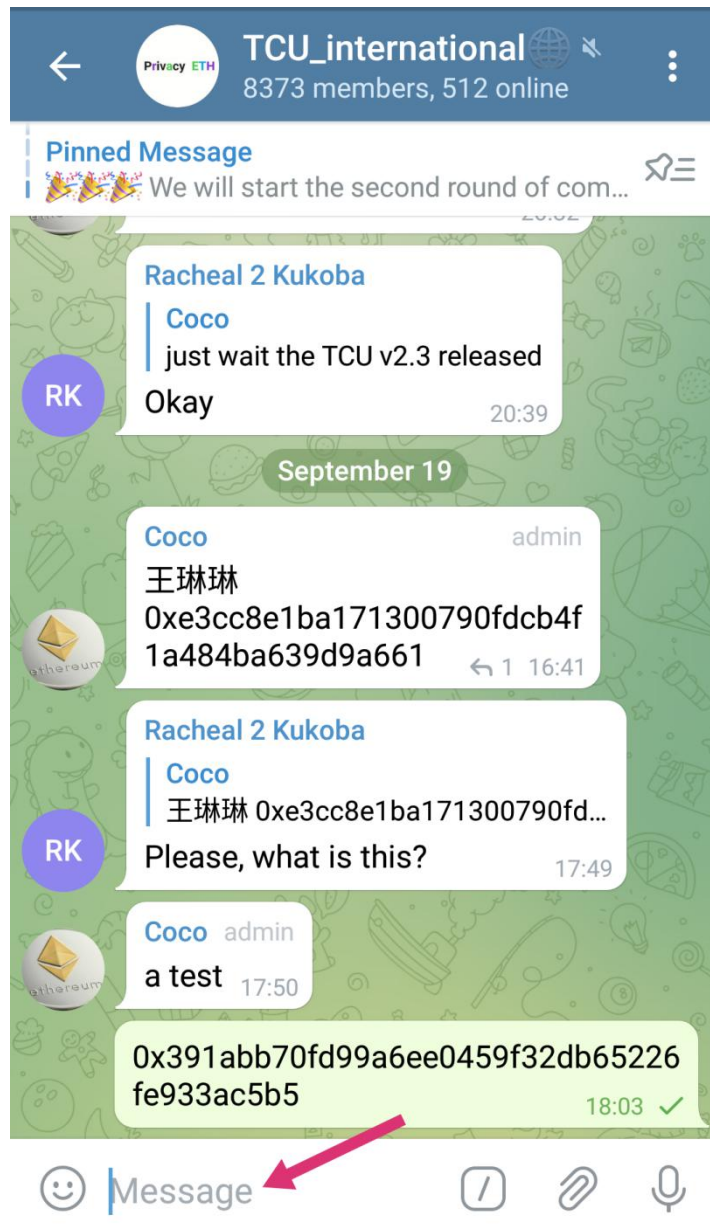 Privacy ETH
TCU_international
8373 members, 512 online
Pinned Message
🎉🎉🎉 We will start the second round of com...
Racheal 2 Kukoba
Coco
just wait the TCU v2.3 released
RK
Okay
20:39
September 19
Coco
admin
王琳琳
0xe3cc8e1ba171300790fdcb4f
1a484ba639d9a661
1 16:41
ethereum
Racheal 2 Kukoba
Coco
王琳琳 0xe3cc8e1ba171300790fd...
RK
Please, what is this?
17:49
Coco admin
a test 17:50
ethereum
0x391abb70fd99a6ee0459f32db65226
fe933ac5b5
18:03
Message